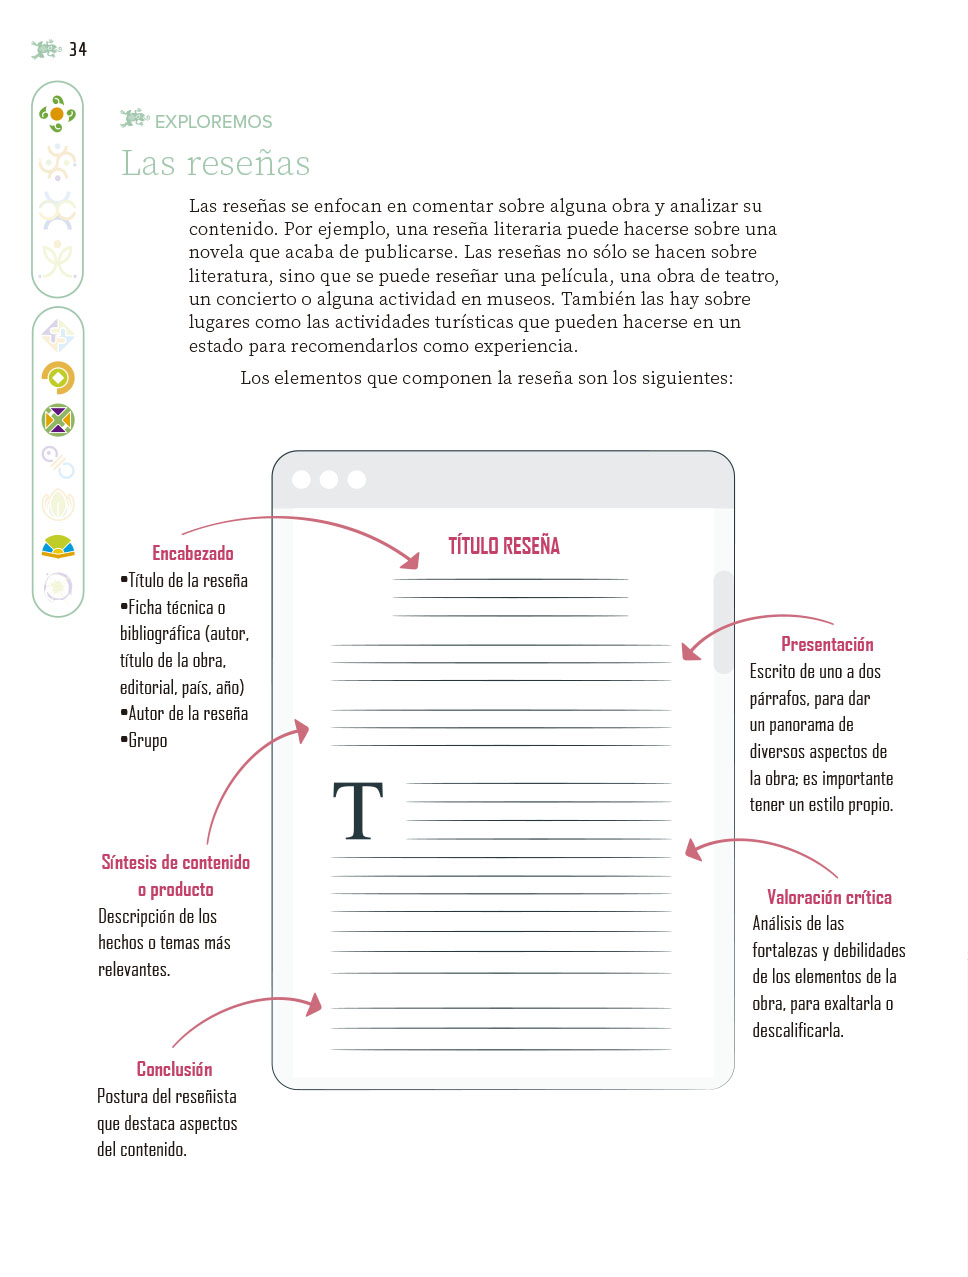 34
EXPLOREMOS
Las reseñas
Las reseñas se enfocan en comentar sobre alguna obra y analizar su
contenido. Por ejemplo, una reseña literaria puede hacerse sobre una
novela que acaba de publicarse. Las reseñas no sólo se hacen sobre
literatura, sino que se puede reseñar una película, una obra de teatro,
un concierto o alguna actividad en museos. También las hay sobre
lugares como las actividades turísticas que pueden hacerse en un
estado para recomendarlos como experiencia.
Los elementos que componen la reseña son los siguientes:
TÍTULO RESEÑA
Encabezado
•Título de la reseña
•Ficha técnica o
bibliográfica (autor,
título de la obra,
editorial, país, año)
•Autor de la reseña
•Grupo
Presentación
Escrito de uno a dos
párrafos, para dar
un panorama de
diversos aspectos de
la obra; es importante
tener un estilo propio.
T
Síntesis de contenido
o producto
Descripción de los
hechos o temas más
relevantes.
Valoración crítica
Análisis de las
fortalezas y debilidades
de los elementos de la
obra, para exaltarla o
descalificarla.
Conclusión
Postura del reseñista
que destaca aspectos
del contenido.